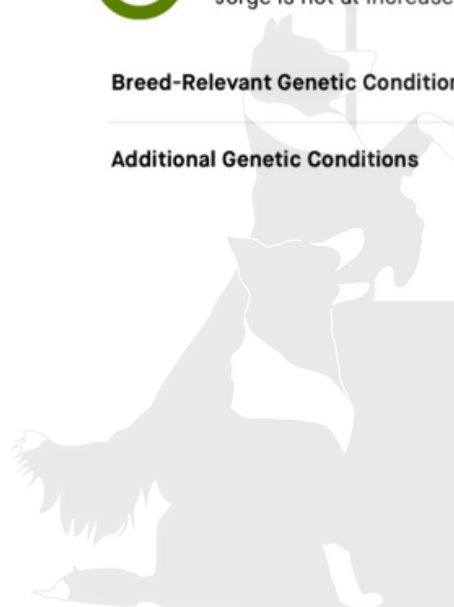 Jorge is not at increase
Breed-Relevant Genetic Condition
Additional Genetic Conditions